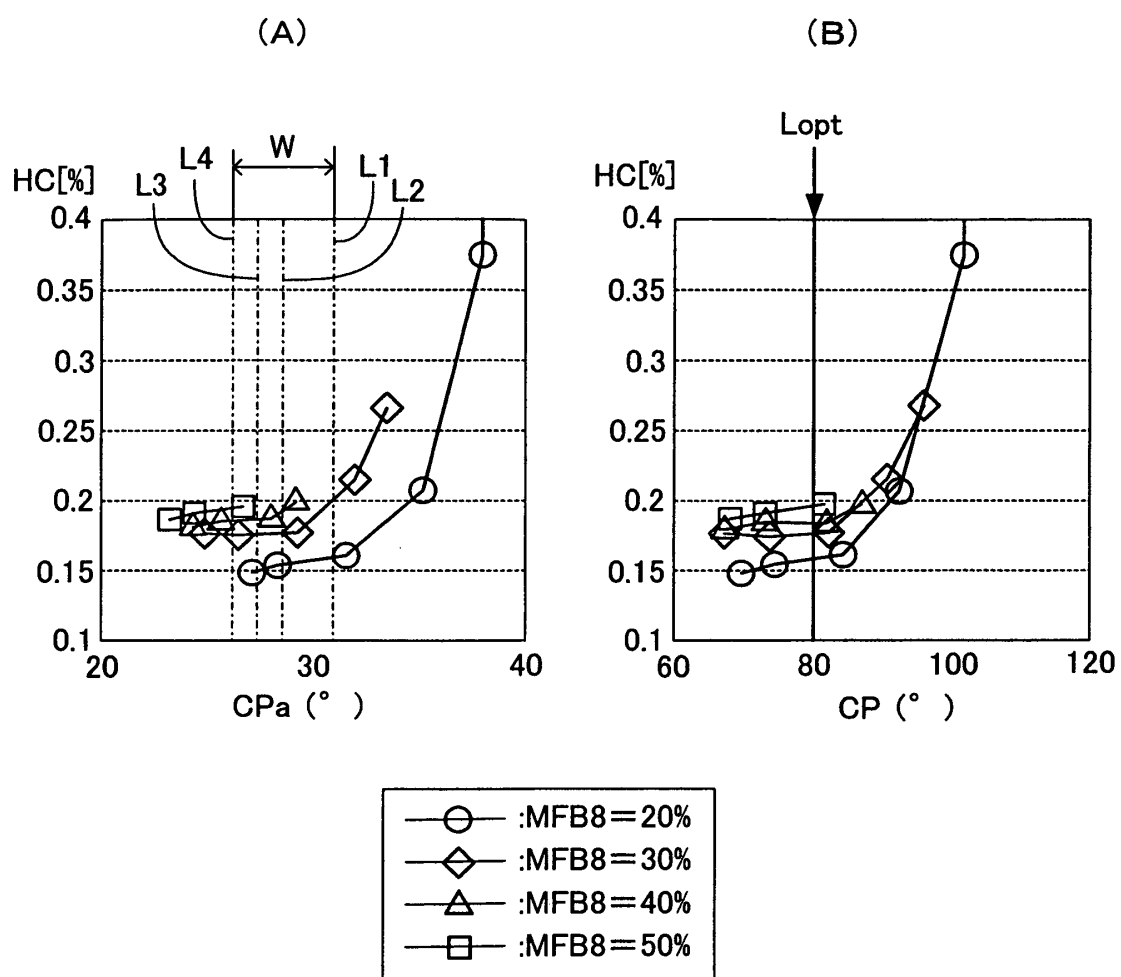 (A)
(B)
Lopt
W
L4
L1
L3
L2
HC[%]
HC[%]
0.4
0.35
0.3
0.25
0.2
0.15
0.1
20
30
40
CPa(°)
0.4
0.35
0.3
0.25
0.2
0.15
0.1
60
80
100
120
CP(°)
:MFB8=20%
:MFB8=30%
:MFB8=40%
:MFB8=50%